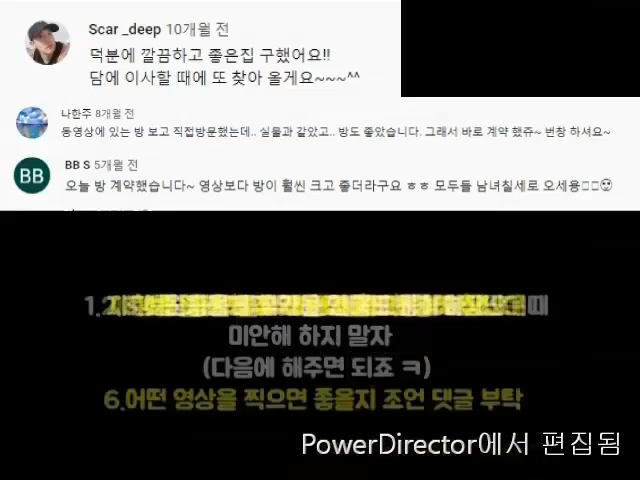 Scar _deep 10개월 전
덕분에 깔끔하고 좋은집 구했어요!!
담에 이사할 때에 또 찾아 올게요~~~^^
나한주 8개월 전
동영상에 있는 방 보고 직접방문했는데.. 실물과 같았고.. 방도 좋았습니다. 그래서 바로 계약 했쥬~ 번창 하셔요~
BB
BB S 5개월 전
오늘 방 계약했습니다~ 영상보다 방이 훨씬 크고 좋더라구요 ㅎㅎ 모두들 남녀칠세로 오세용
때
미안해 하지 말자
(다음에 해주면 되죠 ㅋ)
6.어떤 영상을 찍으면 좋을지 조언 댓글 부탁
PowerDirector에서 편집됨